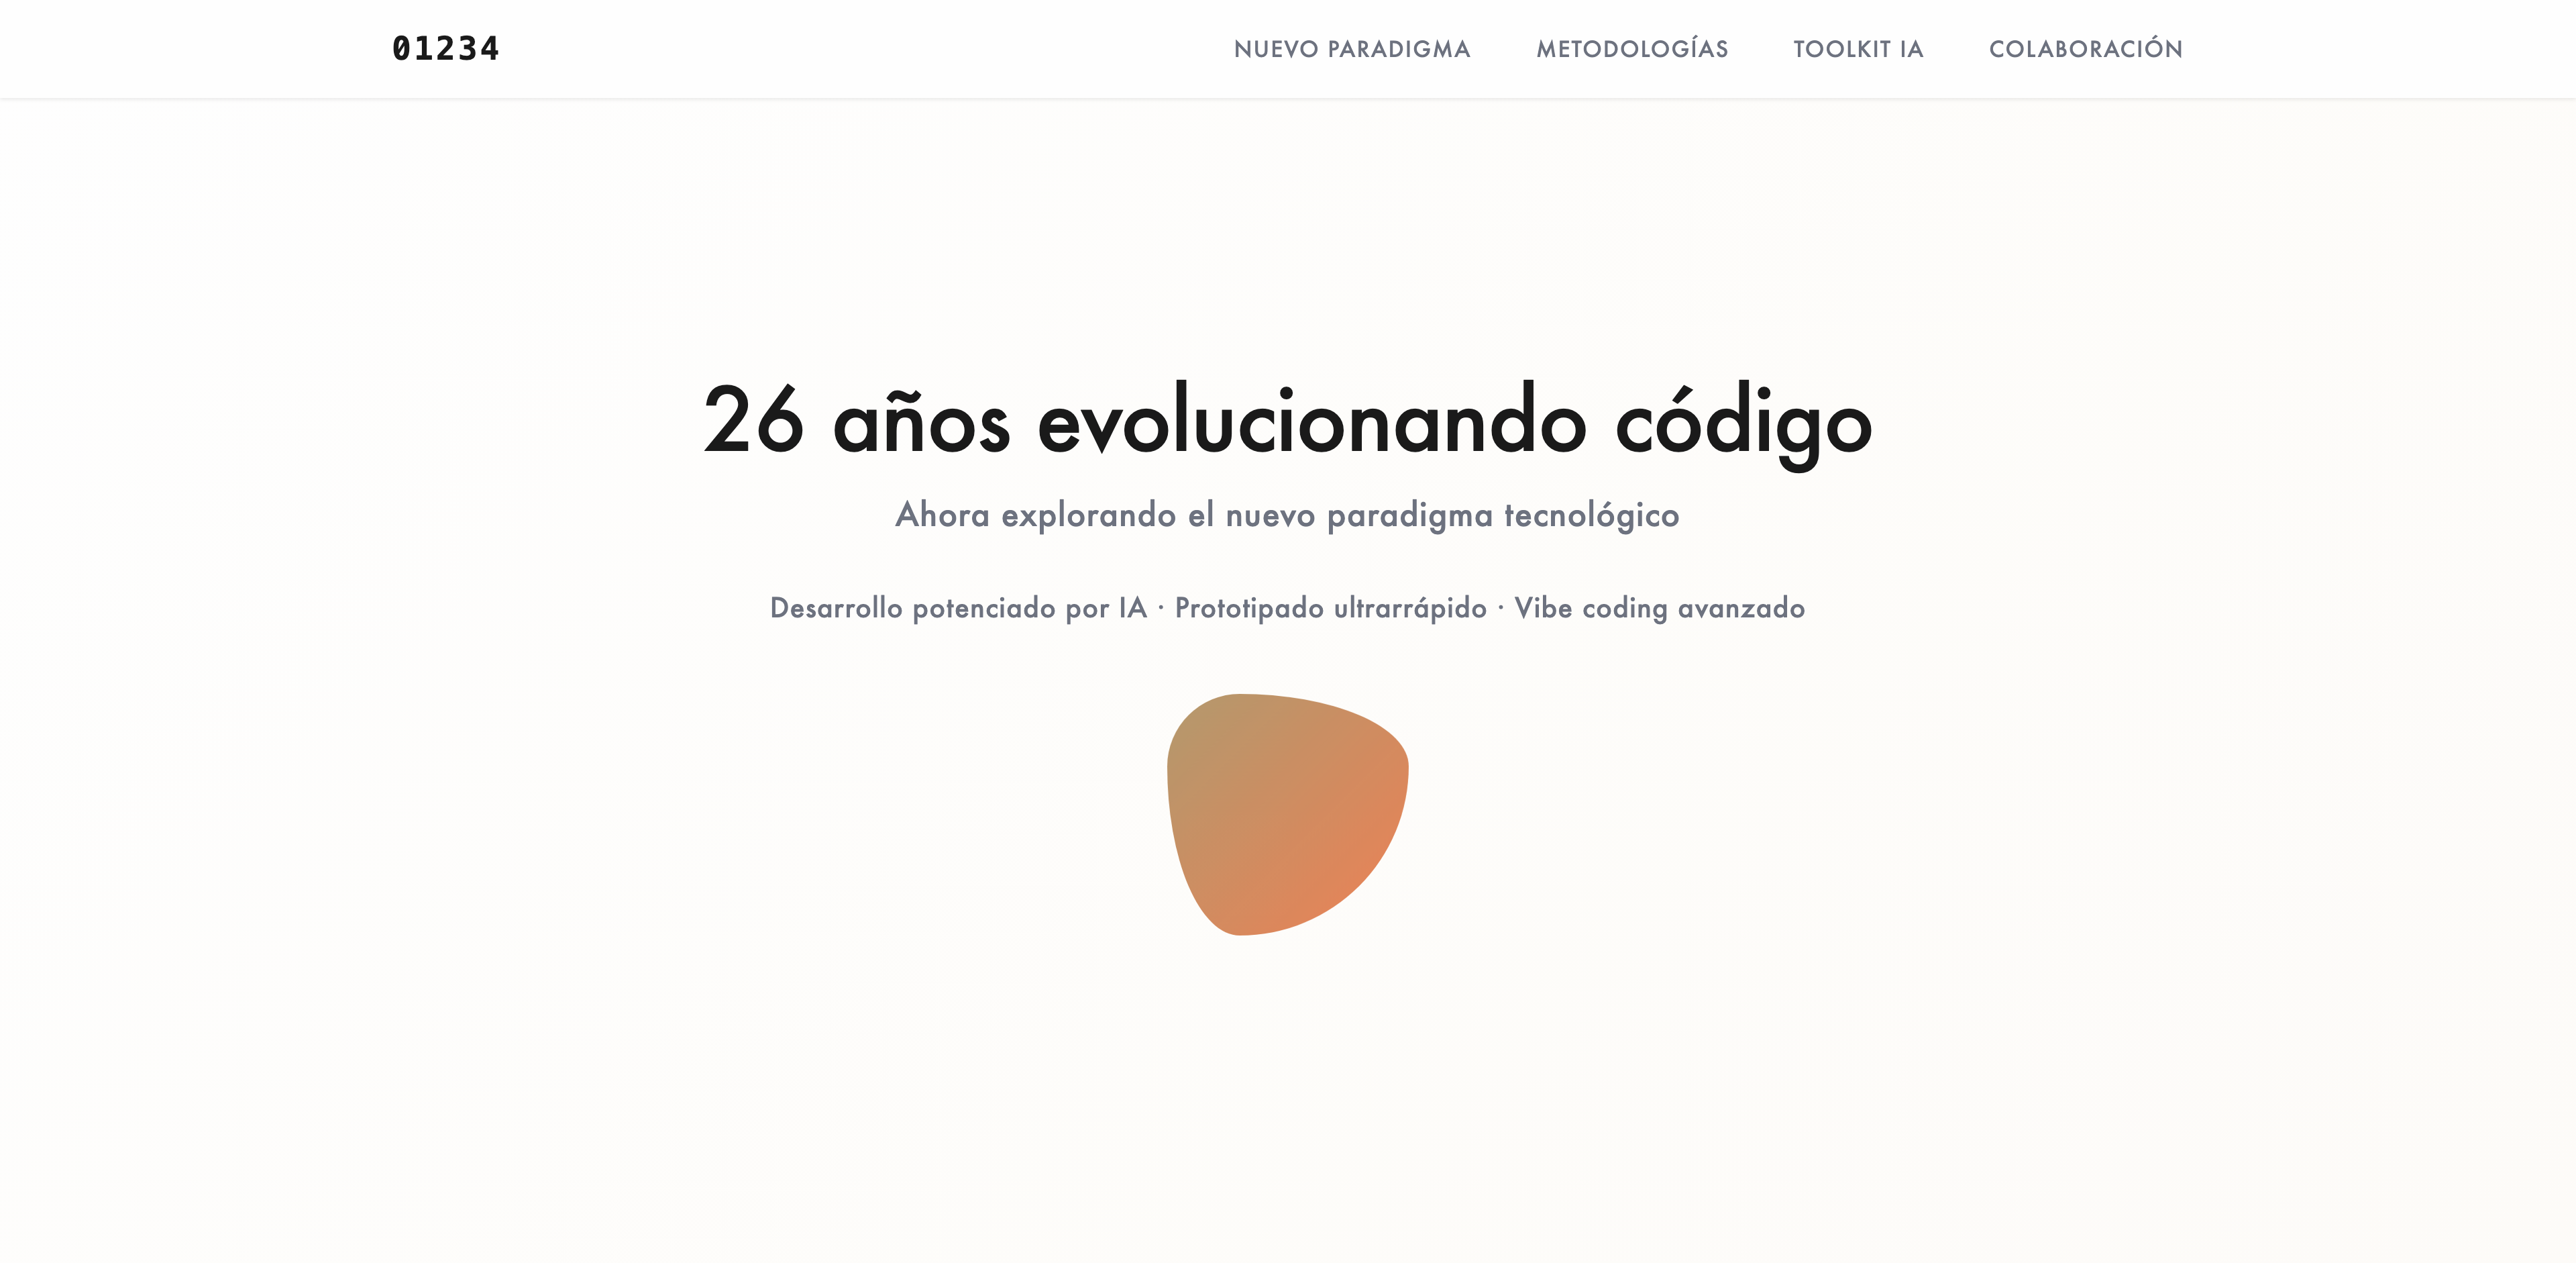 01234
NUEVO PARADIGMA
METODOLOGÍAS
TOOLKIT IA
COLABORACIÓN
26 años evolucionando código
Ahora explorando el nuevo paradigma tecnológico
Desarrollo potenciado por IA · Prototipado ultrarrápido · Vibe coding avanzado